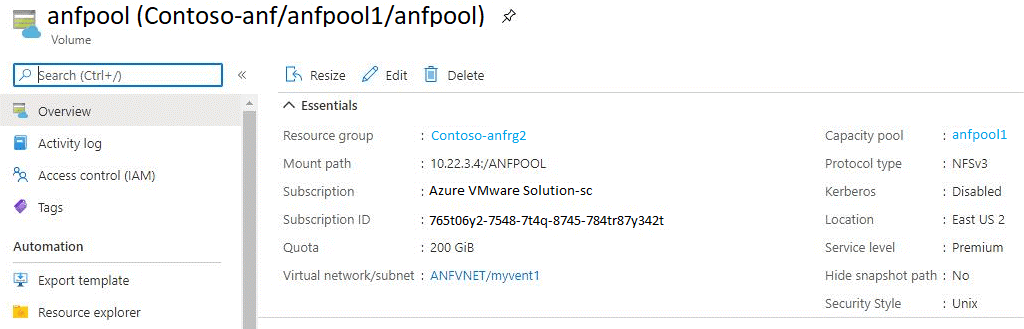 anfpool (Contoso-anf/anfpool1/anfpool)
Volume
Search (Ctrl+/)
«
Overview
Activity log
Access control (IAM)
Tags
Automation
Export template
Resource explorer
Resize Edit Delete
Essentials
Resource group : Contoso-anfrg2
Mount path : 10.22.3.4:/ANFPOOL
Subscription : Azure VMware Solution-sc
Subscription ID : 765t06y2-7548-7t4q-8745-784tr87y342t
Quota : 200 GiB
Virtual network/subnet : ANFVNET/myvent1
Capacity pool : anfpool1
Protocol type : NFSv3
Kerberos : Disabled
Location : East US 2
Service level : Premium
Hide snapshot path : No
Security Style : Unix